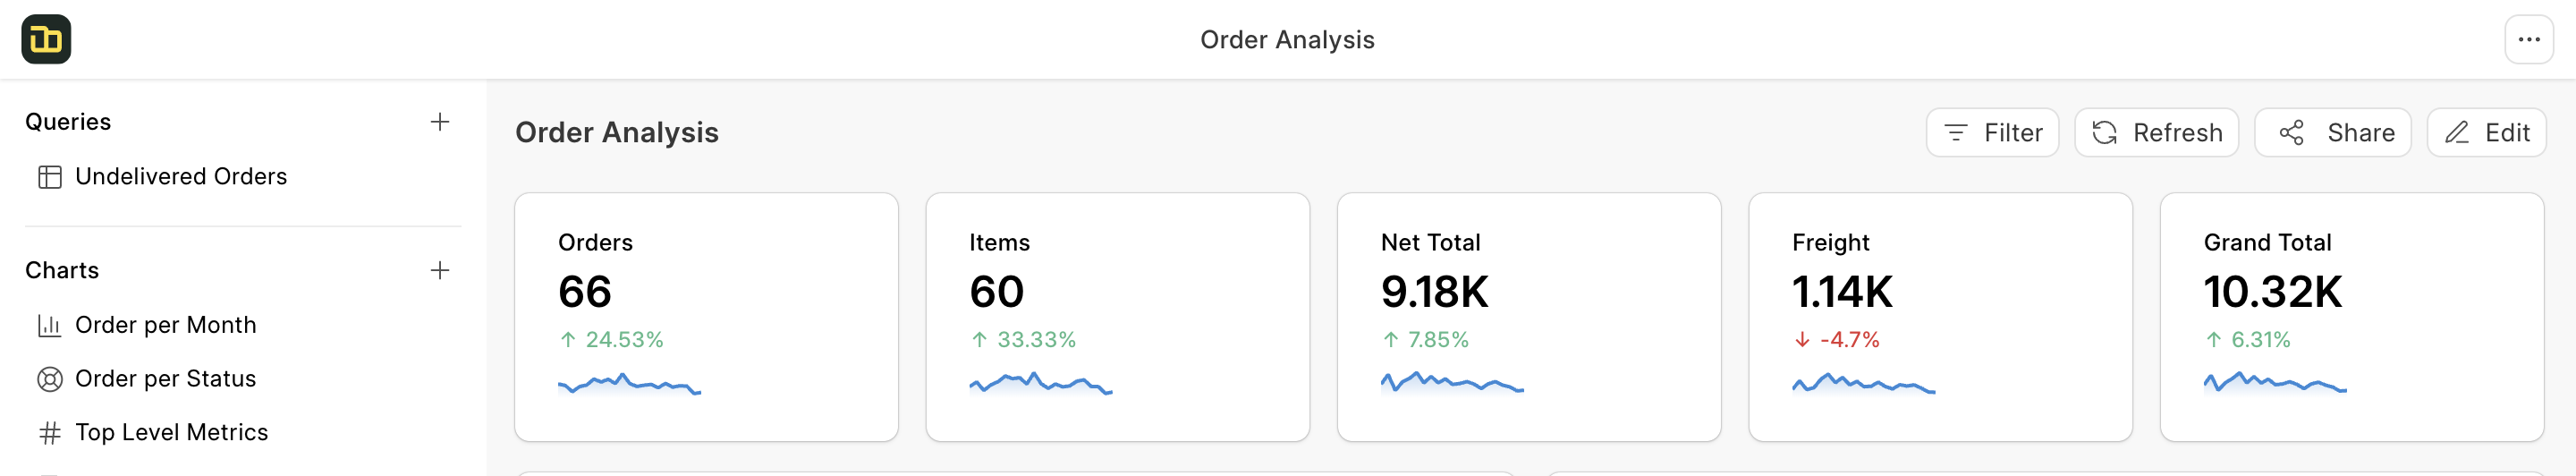 Order Analysis
Queries
Undelivered Orders
Charts
Order per Month
Order per Status
Top Level Metrics
Order Analysis
Filter
Refresh
Share
Edit
Orders
66
24.53%
Items
60
33.33%
Net Total
9.18K
7.85%
Freight
1.14K
-4.7%
Grand Total
10.32K
6.31%